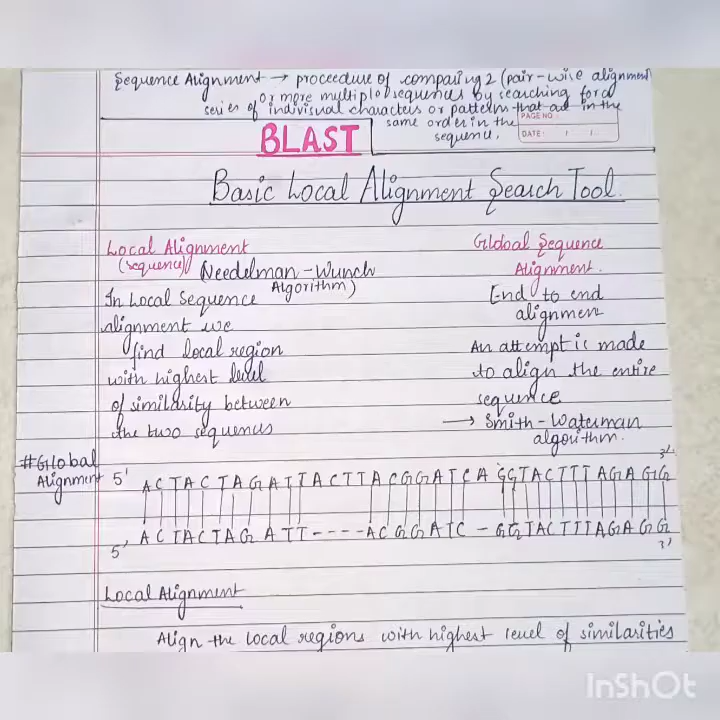 Sequence Alignment → proceedure of comparing 2 (pair-wise alignment)
or more multiple sequences by searching for a
series of indivisual characters or patterns that are in the
same order in the
sequence.
PAGE NO:
DATE: / /
BLAST
Basic Local Alignment Search Tool.
Local Alignment
(sequence) (Needelman-Wunch
Algorithm)
In Local Sequence
alignment we
find local region
with highest level
of similarity between
the two sequences
Global Sequence
Alignment.
End to end
alignmen
An attempt is made
to align the entire
sequence
→ Smith-Waterman
algorithm.
#Global
Alignment
5' ACTACTAGATTACTTACGGATCAGGTACTTTAGAGG 3'
5' ACTACTAGATT----ACGGATC-GGTACTTTAGAGG 3'
Local Alignment
Align the local regions with highest level of similarities
InShOt